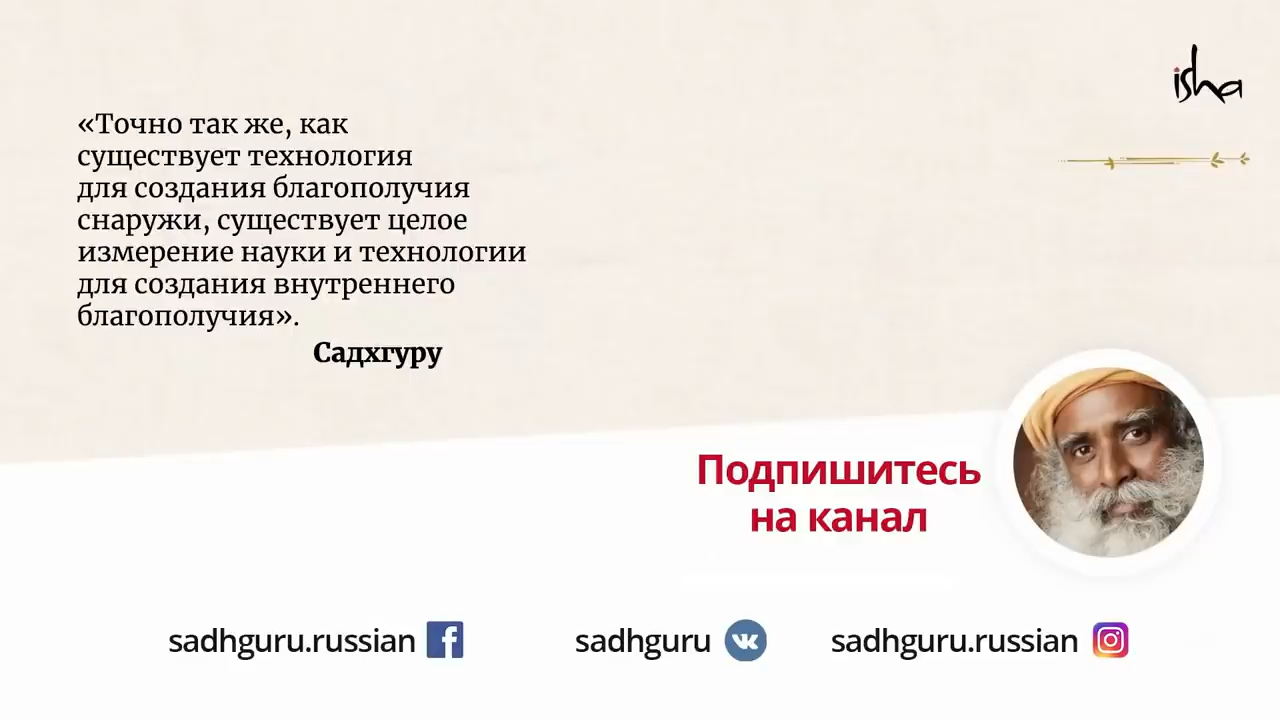 isha
«Точно так же, как
существует технология
для создания благополучия
снаружи, существует целое
измерение науки и технологии
для создания внутреннего
благополучия».
Садхгуру
Подпишитесь
на канал
sadhguru.russian
sadhguru
sadhguru.russian